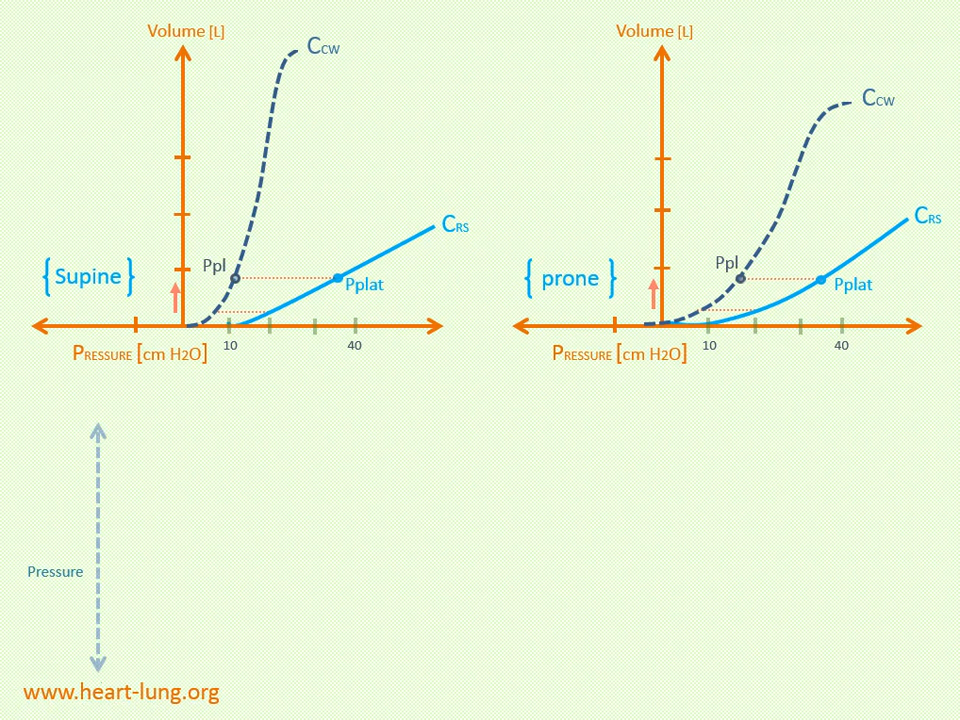 Volume [L]
Volume [L]
CCW
CCW
CRS
CRS
Ppl
Ppl
{Supine}
{ prone }
Pplat
Pplat
10
40
10
40
PRESSURE [cm H2O]
PRESSURE [cm H2O]
Pressure
www.heart-lung.org